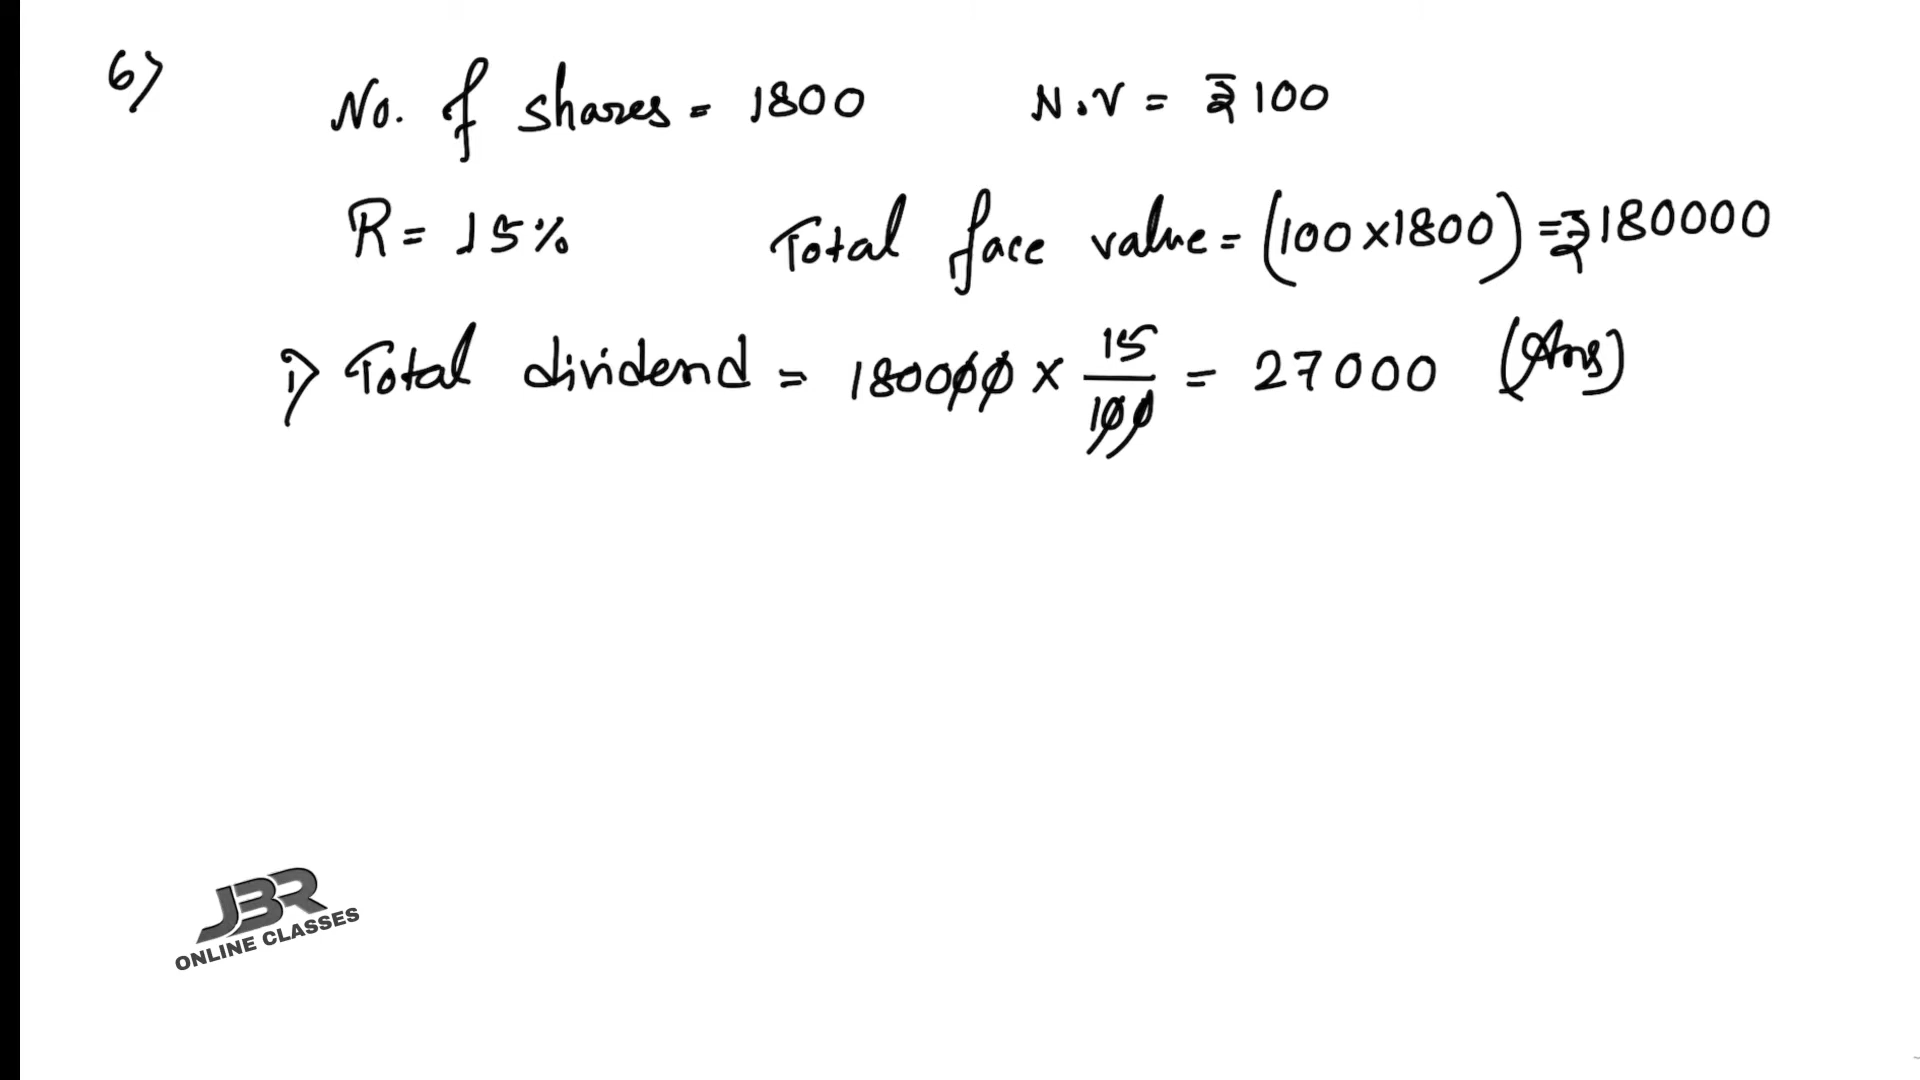 6) No. of shares = 1800 N.V = ₹100
R = 15% Total face value = (100 x 1800) = ₹180000
i) Total dividend = 180000 x 15/100 = 27000 (Ans)
JBR
ONLINE CLASSES